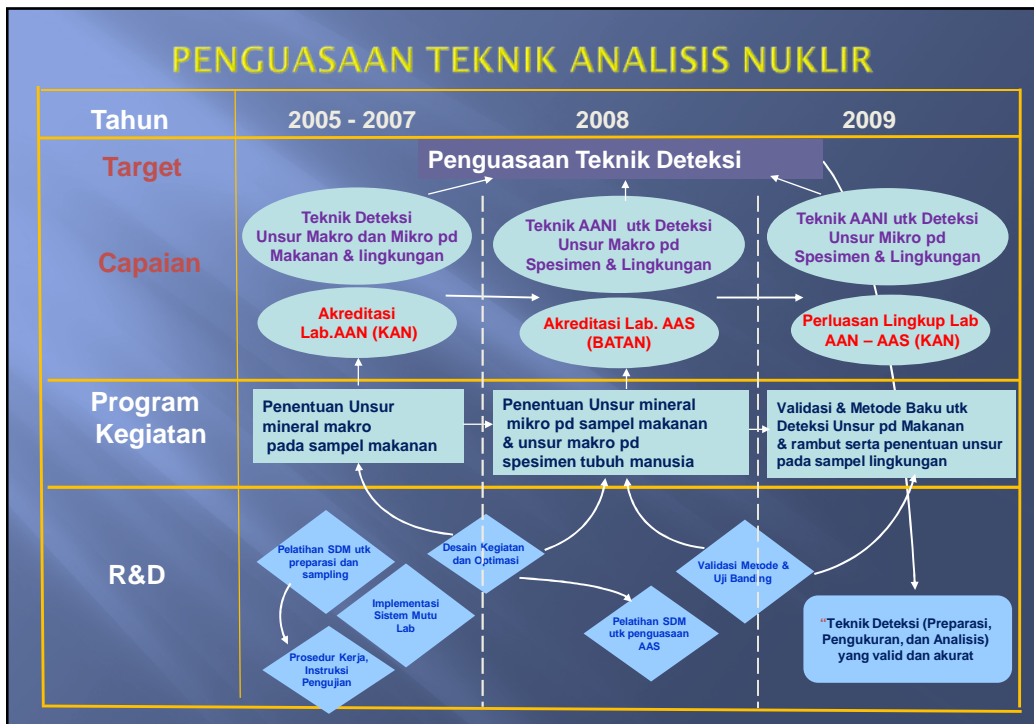 PENGUASAAN TEKNIK ANALISIS NUKLIR
Tahun
2005 - 2007
2008
2009
Target
Penguasaan Teknik Deteksi
Capaian
Teknik Deteksi
Unsur Makro dan Mikro pd
Makanan & lingkungan
Teknik AANI utk Deteksi
Unsur Makro pd
Spesimen & Lingkungan
Teknik AANI utk Deteksi
Unsur Mikro pd
Spesimen & Lingkungan
Akreditasi
Lab.AAN (KAN)
Akreditasi Lab. AAS
(BATAN)
Perluasan Lingkup Lab
AAN – AAS (KAN)
Program
Kegiatan
Penentuan Unsur
mineral makro
pada sampel makanan
Penentuan Unsur mineral
mikro pd sampel makanan
& unsur makro pd
spesimen tubuh manusia
Validasi & Metode Baku utk
Deteksi Unsur pd Makanan
& rambut serta penentuan unsur
pada sampel lingkungan
R&D
Pelatihan SDM utk
preparasi dan
sampling
Desain Kegiatan
dan Optimasi
Implementasi
Sistem Mutu
Lab
Prosedur Kerja,
Instruksi
Pengujian
Pelatihan SDM
utk penguasaan
AAS
Validasi Metode &
Uji Banding
“Teknik Deteksi (Preparasi,
Pengukuran, dan Analisis)
yang valid dan akurat